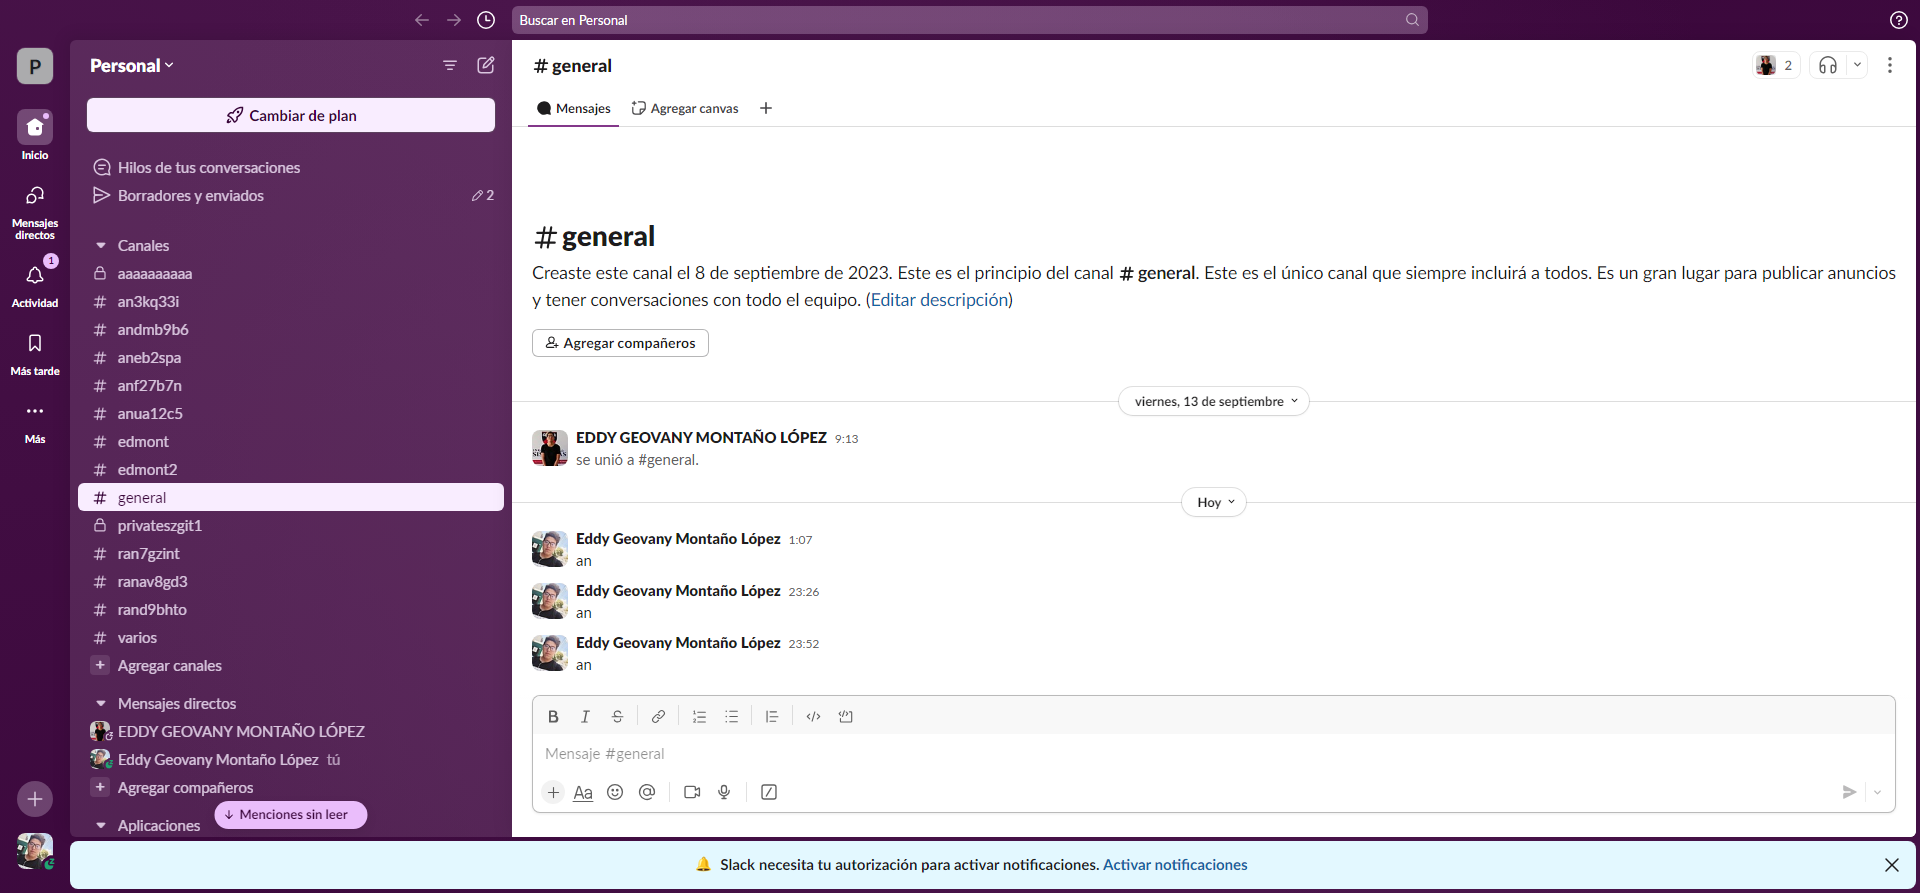 Buscar en Personal
P
Inicio
Mensajes
directos
1
Actividad
Más tarde
Más
Personal
Cambiar de plan
Hilos de tus conversaciones
Borradores y enviados
2
Canales
aaaaaaaaaa
# an3kq33i
# andmb9b6
# aneb2spa
# anf27b7n
# anua12c5
# edmont
# edmont2
# general
privateszgit1
# ran7gzint
# ranav8gd3
# rand9bhto
# varios
+ Agregar canales
Mensajes directos
EDDY GEOVANY MONTAÑO LÓPEZ
Eddy Geovany Montaño López tú
+ Agregar compañeros
↓ Menciones sin leer
Aplicaciones
# general
2
Mensajes
Agregar canvas
+
# general
Creaste este canal el 8 de septiembre de 2023. Este es el principio del canal # general. Este es el único canal que siempre incluirá a todos. Es un gran lugar para publicar anuncios
y tener conversaciones con todo el equipo. (Editar descripción)
Agregar compañeros
viernes, 13 de septiembre
EDDY GEOVANY MONTAÑO LÓPEZ 9:13
se unió a #general.
Hoy
Eddy Geovany Montaño López 1:07
an
Eddy Geovany Montaño López 23:26
an
Eddy Geovany Montaño López 23:52
an
B I S
Mensaje #general
+ Aa @
Slack necesita tu autorización para activar notificaciones. Activar notificaciones